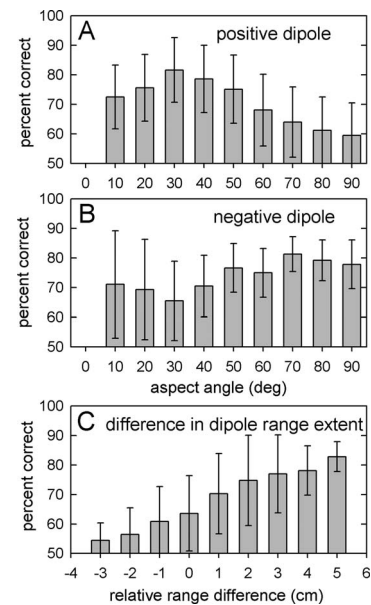 A positive dipole
percent correct
100
90
80
70
60
50
0 10 20 30 40 50 60 70 80 90
B negative dipole
percent correct
100
90
80
70
60
50
0 10 20 30 40 50 60 70 80 90
aspect angle (deg)
C difference in dipole range extent
percent correct
100
90
80
70
60
50
-4 -3 -2 -1 0 1 2 3 4 5 6
relative range difference (cm)